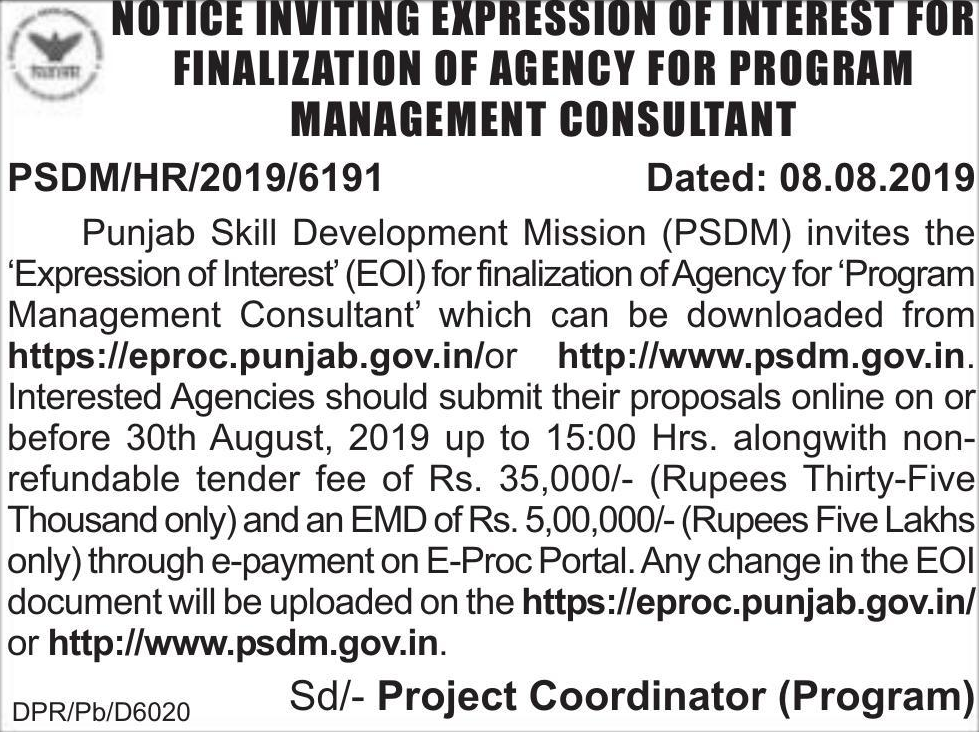 NOTICE INVITING EXPRESSION OF INTEREST FOR
FINALIZATION OF AGENCY FOR PROGRAM
MANAGEMENT CONSULTANT
PSDM/HR/2019/6191 Dated: 08.08.2019
Punjab Skill Development Mission (PSDM) invites the
‘Expression of Interest’ (EOI) for finalization of Agency for ‘Program
Management Consultant’ which can be downloaded from
https://eproc.punjab.gov.in/or http://www.psdm.gov.in.
Interested Agencies should submit their proposals online on or
before 30th August, 2019 up to 15:00 Hrs. alongwith non-
refundable tender fee of Rs. 35,000/- (Rupees Thirty-Five
Thousand only) and an EMD of Rs. 5,00,000/- (Rupees Five Lakhs
only) through e-payment on E-Proc Portal. Any change in the EOI
document will be uploaded on the https://eproc.punjab.gov.in/
or http://www.psdm.gov.in.
Sd/- Project Coordinator (Program)
DPR/Pb/D6020